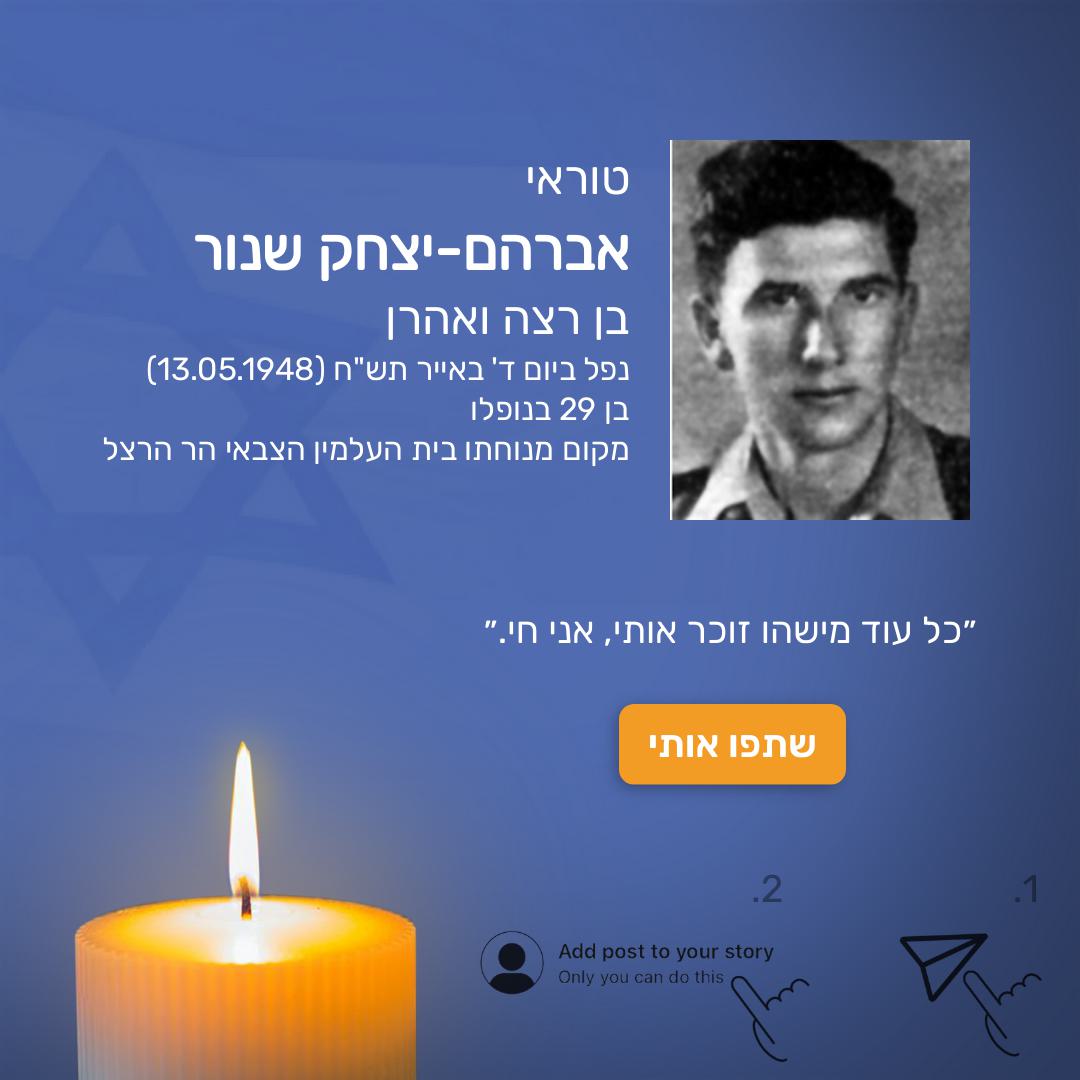 טוראי
אברהם-יצחק שנור
בן רצה ואהרן
נפל ביום ד' באייר תש"ח (13.05.1948)
בן 29 בנופלו
מקום מנוחתו בית העלמין הצבאי הר הרצל
״כל עוד מישהו זוכר אותי, אני חי.״
שתפו אותי
.1
.2
Add post to your story
Only you can do this